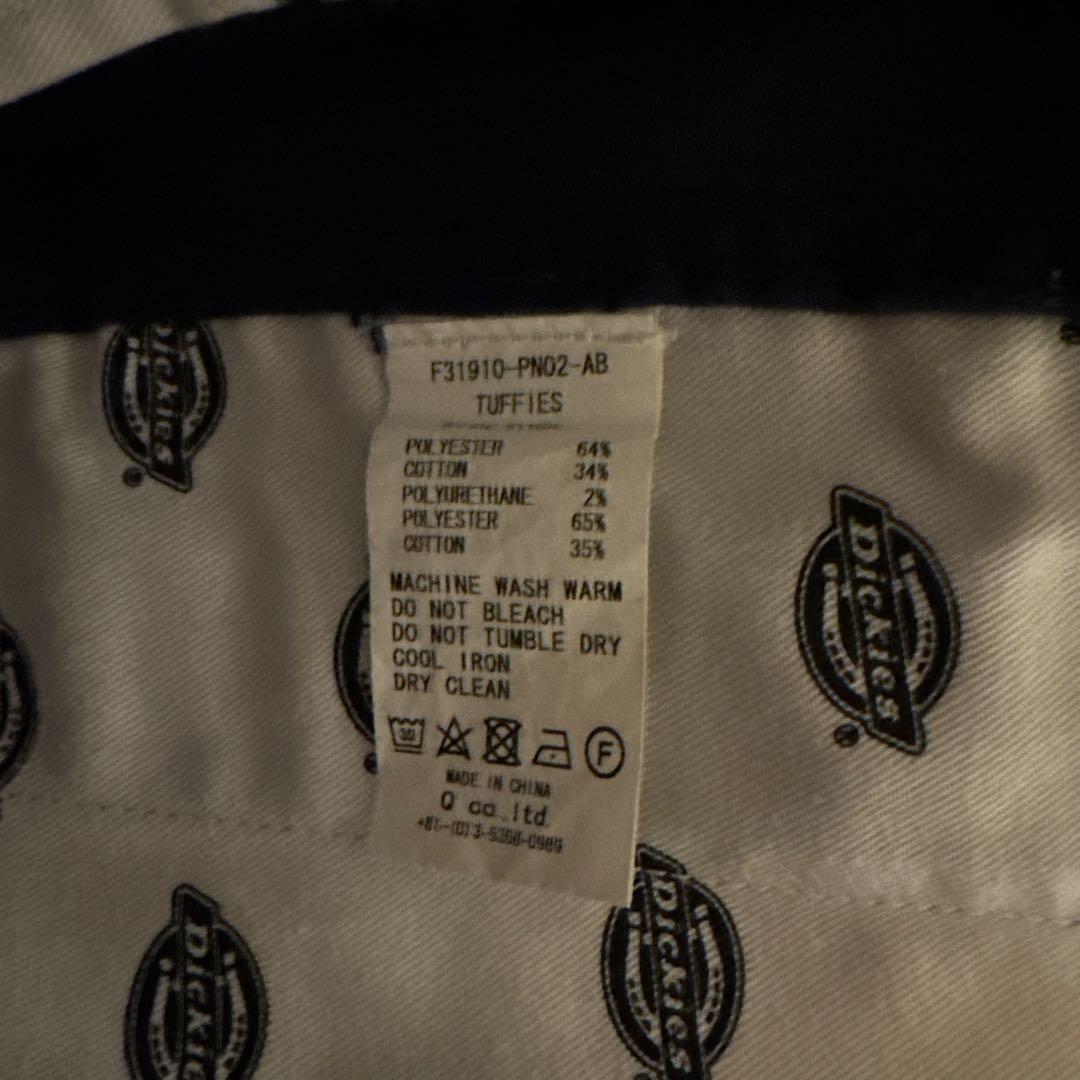 Dickies
®
F31910-PN02-AB
TUFFIES
POLYESTER 64%
COTTON 34%
POLYURETHANE 2%
POLYESTER 65%
COTTON 35%
MACHINE WASH WARM
DO NOT BLEACH
DO NOT TUMBLE DRY
COOL IRON
DRY CLEAN
30
F
MADE IN CHINA
Q co.,ltd.
Dickies
®
Dickies
Dickies